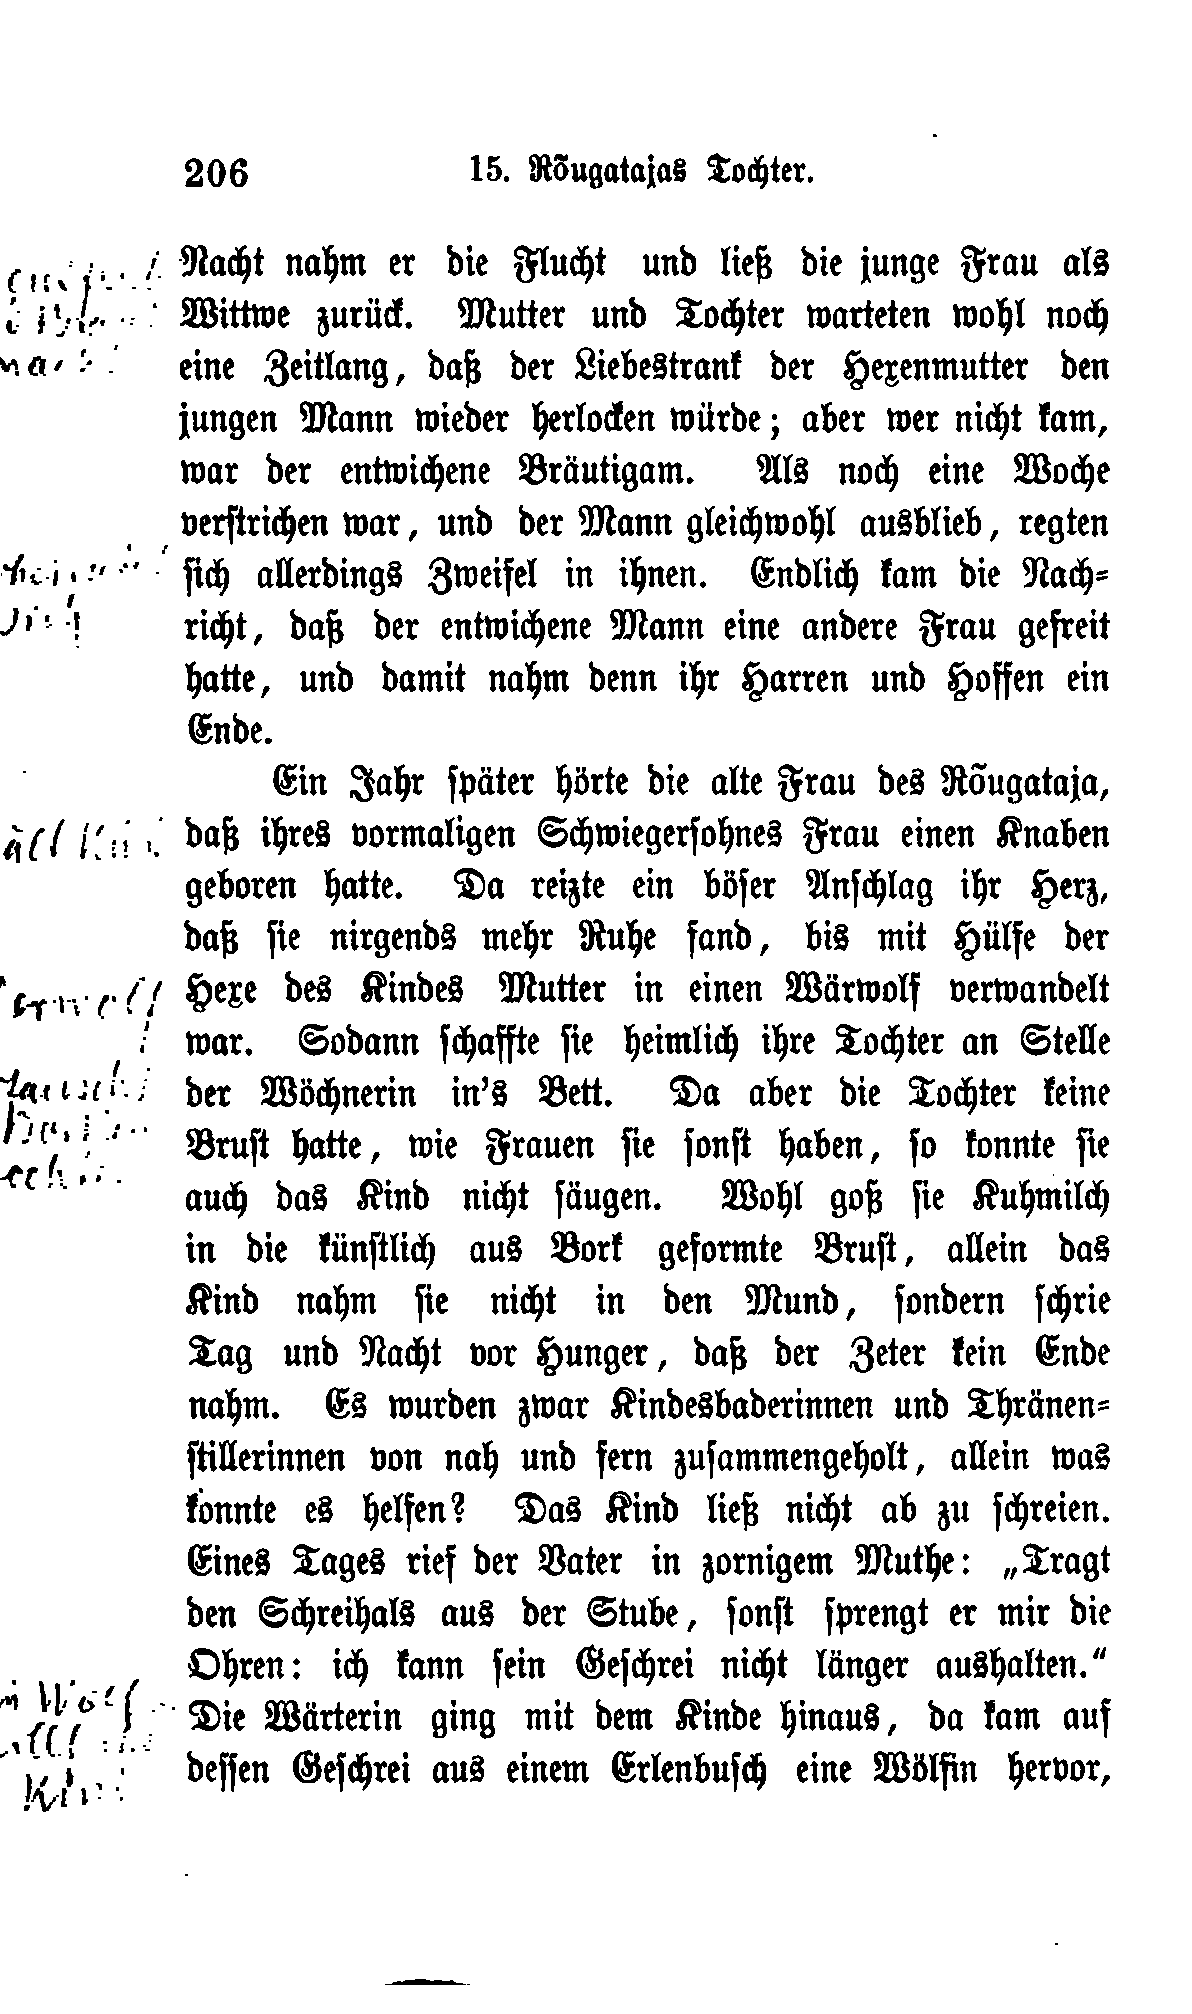 206 15. Rõugatajas Tochter.
Nacht nahm er die Flucht und ließ die junge Frau als
Wittwe zurück. Mutter und Tochter warteten wohl noch
eine Zeitlang, daß der Liebestrank der Hexenmutter den
jungen Mann wieder herlocken würde; aber wer nicht kam,
war der entwichene Bräutigam. Als noch eine Woche
verstrichen war, und der Mann gleichwohl ausblieb, regten
sich allerdings Zweifel in ihnen. Endlich kam die Nach-
richt, daß der entwichene Mann eine andere Frau gefreit
hatte, und damit nahm denn ihr Harren und Hoffen ein
Ende.
Ein Jahr später hörte die alte Frau des Rõugataja,
daß ihres vormaligen Schwiegersohnes Frau einen Knaben
geboren hatte. Da reizte ein böser Anschlag ihr Herz,
daß sie nirgends mehr Ruhe fand, bis mit Hülfe der
Hexe des Kindes Mutter in einen Wärwolf verwandelt
war. Sodann schaffte sie heimlich ihre Tochter an Stelle
der Wöchnerin in's Bett. Da aber die Tochter keine
Brust hatte, wie Frauen sie sonst haben, so konnte sie
auch das Kind nicht säugen. Wohl goß sie Kuhmilch
in die künstlich aus Bork geformte Brust, allein das
Kind nahm sie nicht in den Mund, sondern schrie
Tag und Nacht vor Hunger, daß der Zeter kein Ende
nahm. Es wurden zwar Kindesbaderinnen und Thränen-
stillerinnen von nah und fern zusammengeholt, allein was
konnte es helfen? Das Kind ließ nicht ab zu schreien.
Eines Tages rief der Vater in zornigem Muthe: „Tragt
den Schreihals aus der Stube, sonst sprengt er mir die
Ohren: ich kann sein Geschrei nicht länger aushalten.“
Die Wärterin ging mit dem Kinde hinaus, da kam auf
dessen Geschrei aus einem Erlenbusch eine Wölfin hervor,